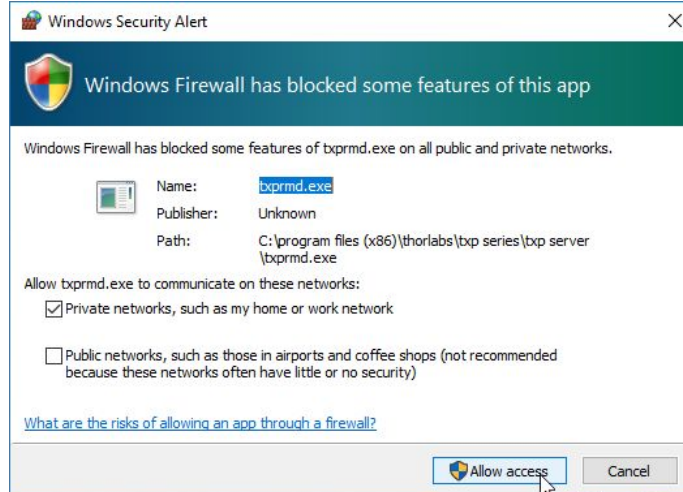 Windows Security Alert
Windows Firewall has blocked some features of this app
Windows Firewall has blocked some features of txprmd.exe on all public and private networks.
Name: txprmd.exe
Publisher: Unknown
Path: C:\program files (x86)\thorlabs\txp series\txp server
\txprmd.exe
Allow txprmd.exe to communicate on these networks:
Private networks, such as my home or work network
Public networks, such as those in airports and coffee shops (not recommended
because these networks often have little or no security)
What are the risks of allowing an app through a firewall?
Allow access Cancel